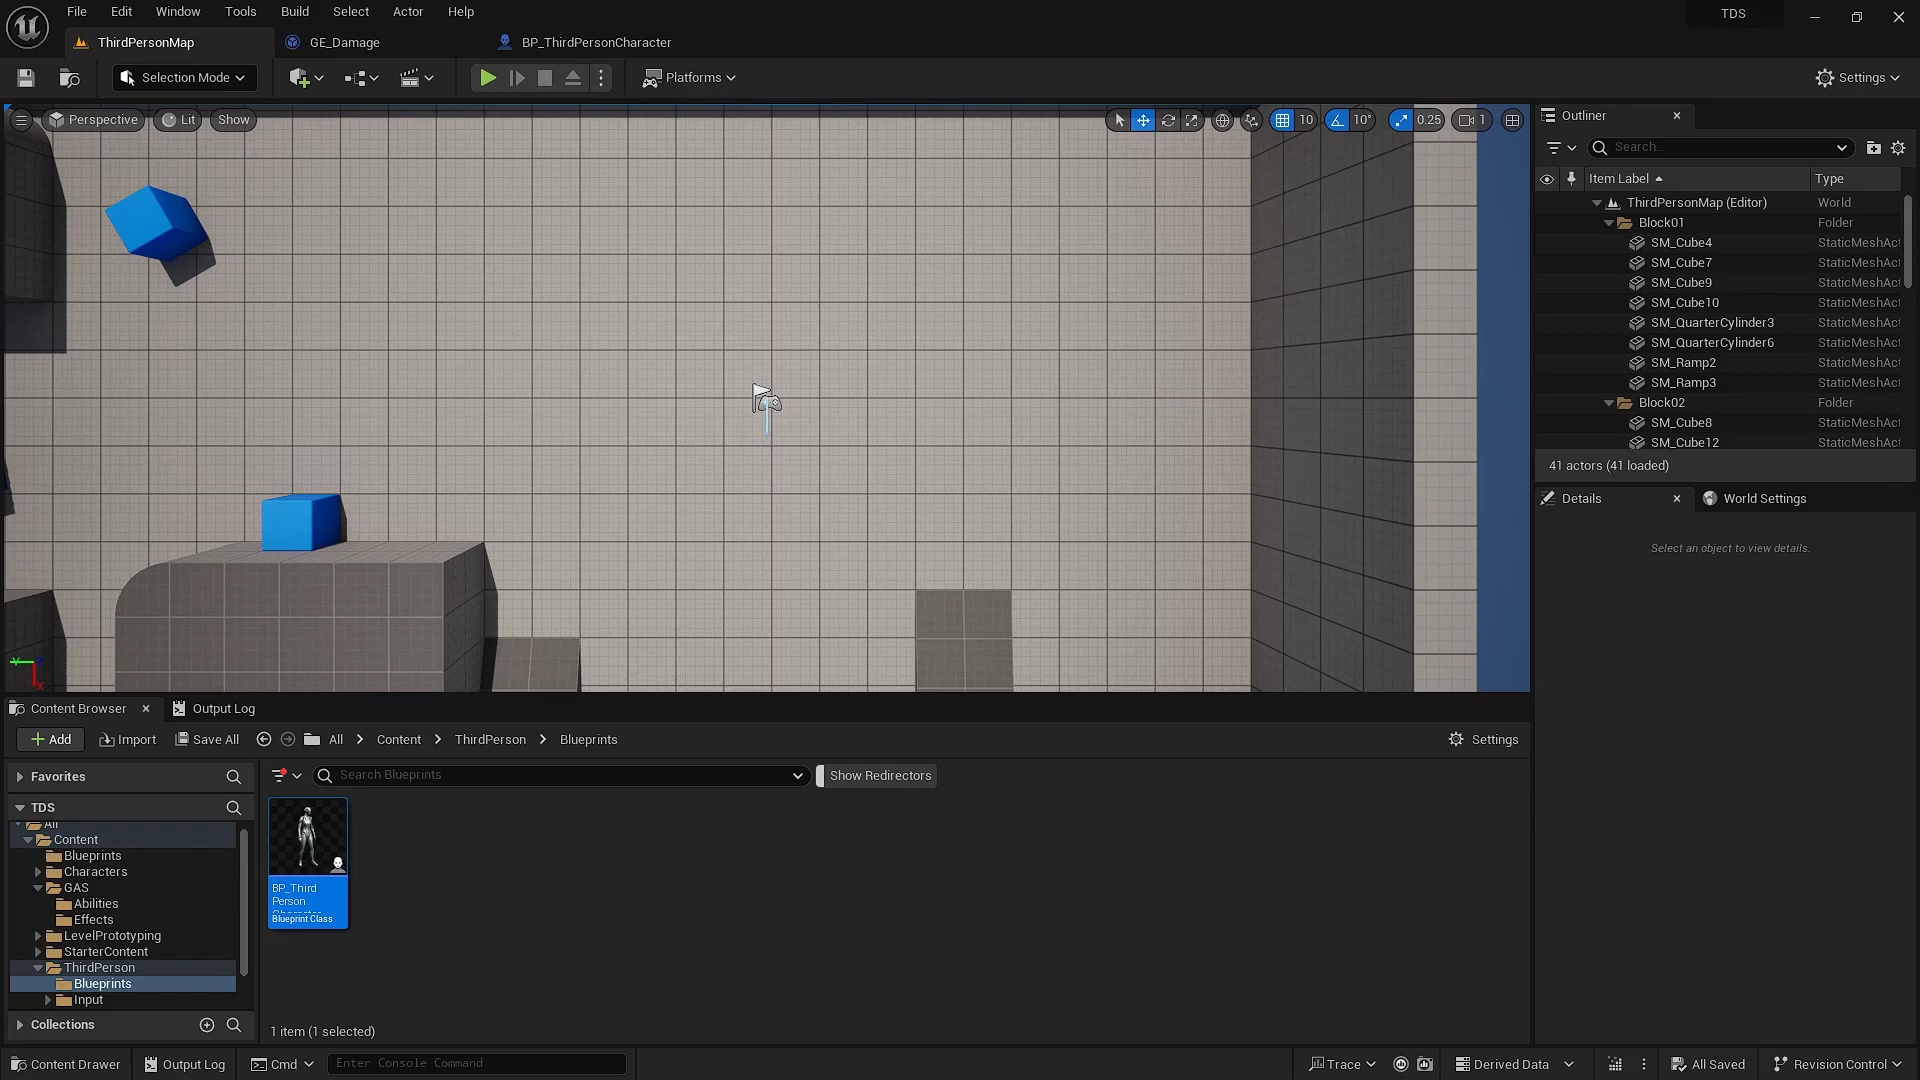 File Edit Window Tools Build Select Actor Help
TDS
ThirdPersonMap
GE_Damage
BP_ThirdPersonCharacter
Selection Mode
Platforms
Settings
Perspective
Lit
Show
10
10°
0.25
1
Outliner
Search...
Item Label
Type
ThirdPersonMap (Editor) World
Block01 Folder
SM_Cube4 StaticMeshAct
SM_Cube7 StaticMeshAct
SM_Cube9 StaticMeshAct
SM_Cube10 StaticMeshAct
SM_QuarterCylinder3 StaticMeshAct
SM_QuarterCylinder6 StaticMeshAct
SM_Ramp2 StaticMeshAct
SM_Ramp3 StaticMeshAct
Block02 Folder
SM_Cube8 StaticMeshAct
SM_Cube12 StaticMeshAct
41 actors (41 loaded)
Details
World Settings
Select an object to view details.
Y
X
Content Browser
Output Log
Add
Import
Save All
All
Content
ThirdPerson
Blueprints
Settings
Favorites
Search Blueprints
Show Redirectors
TDS
All
Content
Blueprints
Characters
GAS
Abilities
Effects
LevelPrototyping
StarterContent
ThirdPerson
Blueprints
Input
Collections
BP_Third
Person
Character
Blueprint Class
1 item (1 selected)
Content Drawer
Output Log
Cmd
Enter Console Command
Trace
Derived Data
All Saved
Revision Control